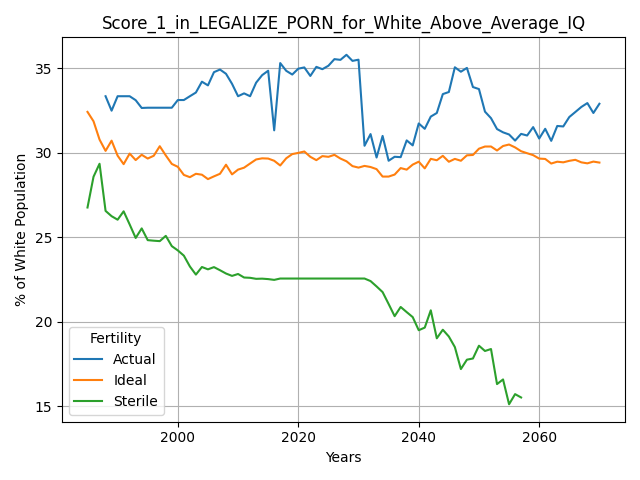 Score_1_in_LEGALIZE_PORN_for_White_Above_Average_IQ
% of White Population
35
30
25
20
15
Fertility
Actual
Ideal
Sterile
2000 2020 2040 2060
Years